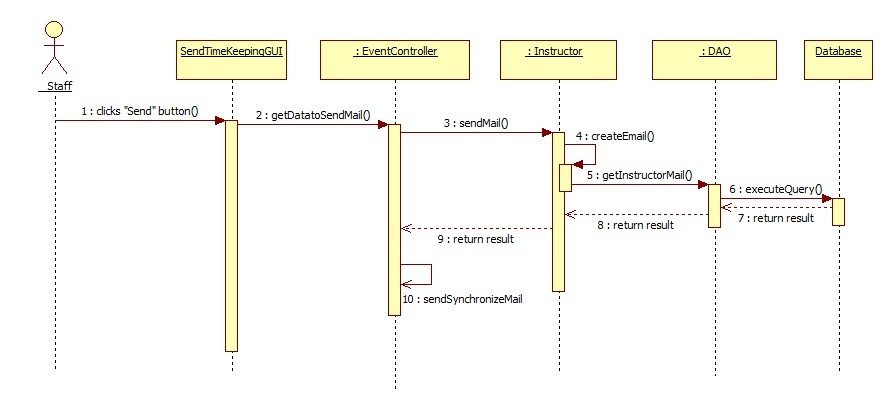 SendTimeKeepingGUI
: EventController
: Instructor
: DAO
Database
Staff
1 : clicks "Send" button()
2 : getDatatoSendMail()
3 : sendMail()
4 : createEmail()
5 : getInstructorMail()
6 : executeQuery()
7 : return result
8 : return result
9 : return result
10 : sendSynchronizeMail